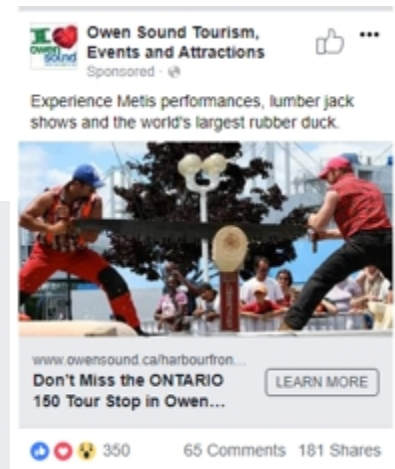 I
owen
sound
Owen Sound Tourism,
Events and Attractions
Sponsored ·
Experience Metis performances, lumber jack
shows and the world's largest rubber duck.
www.owensound.ca/harbourfron...
Don't Miss the ONTARIO
150 Tour Stop in Owen...
LEARN MORE
350
65 Comments 181 Shares